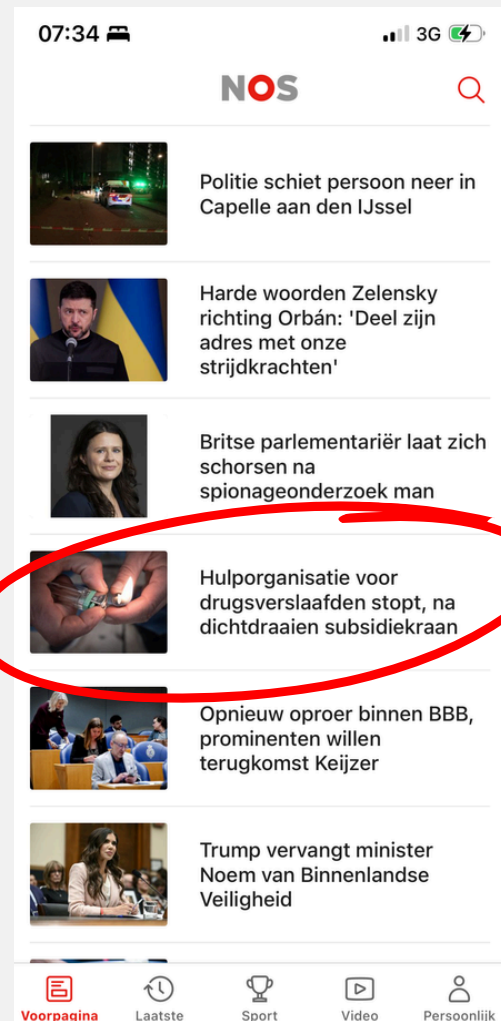 07:34
3G
NOS
Politie schiet persoon neer in
Capelle aan den IJssel
Harde woorden Zelensky
richting Orbán: 'Deel zijn
adres met onze
strijdkrachten'
Britse parlementariër laat zich
schorsen na
spionageonderzoek man
Hulporganisatie voor
drugsverslaafden stopt, na
dichtdraaien subsidiekraan
Opnieuw oproer binnen BBB,
prominenten willen
terugkomst Keijzer
Trump vervangt minister
Noem van Binnenlandse
Veiligheid
Voorpagina
Laatste
Sport
Video
Persoonlijk